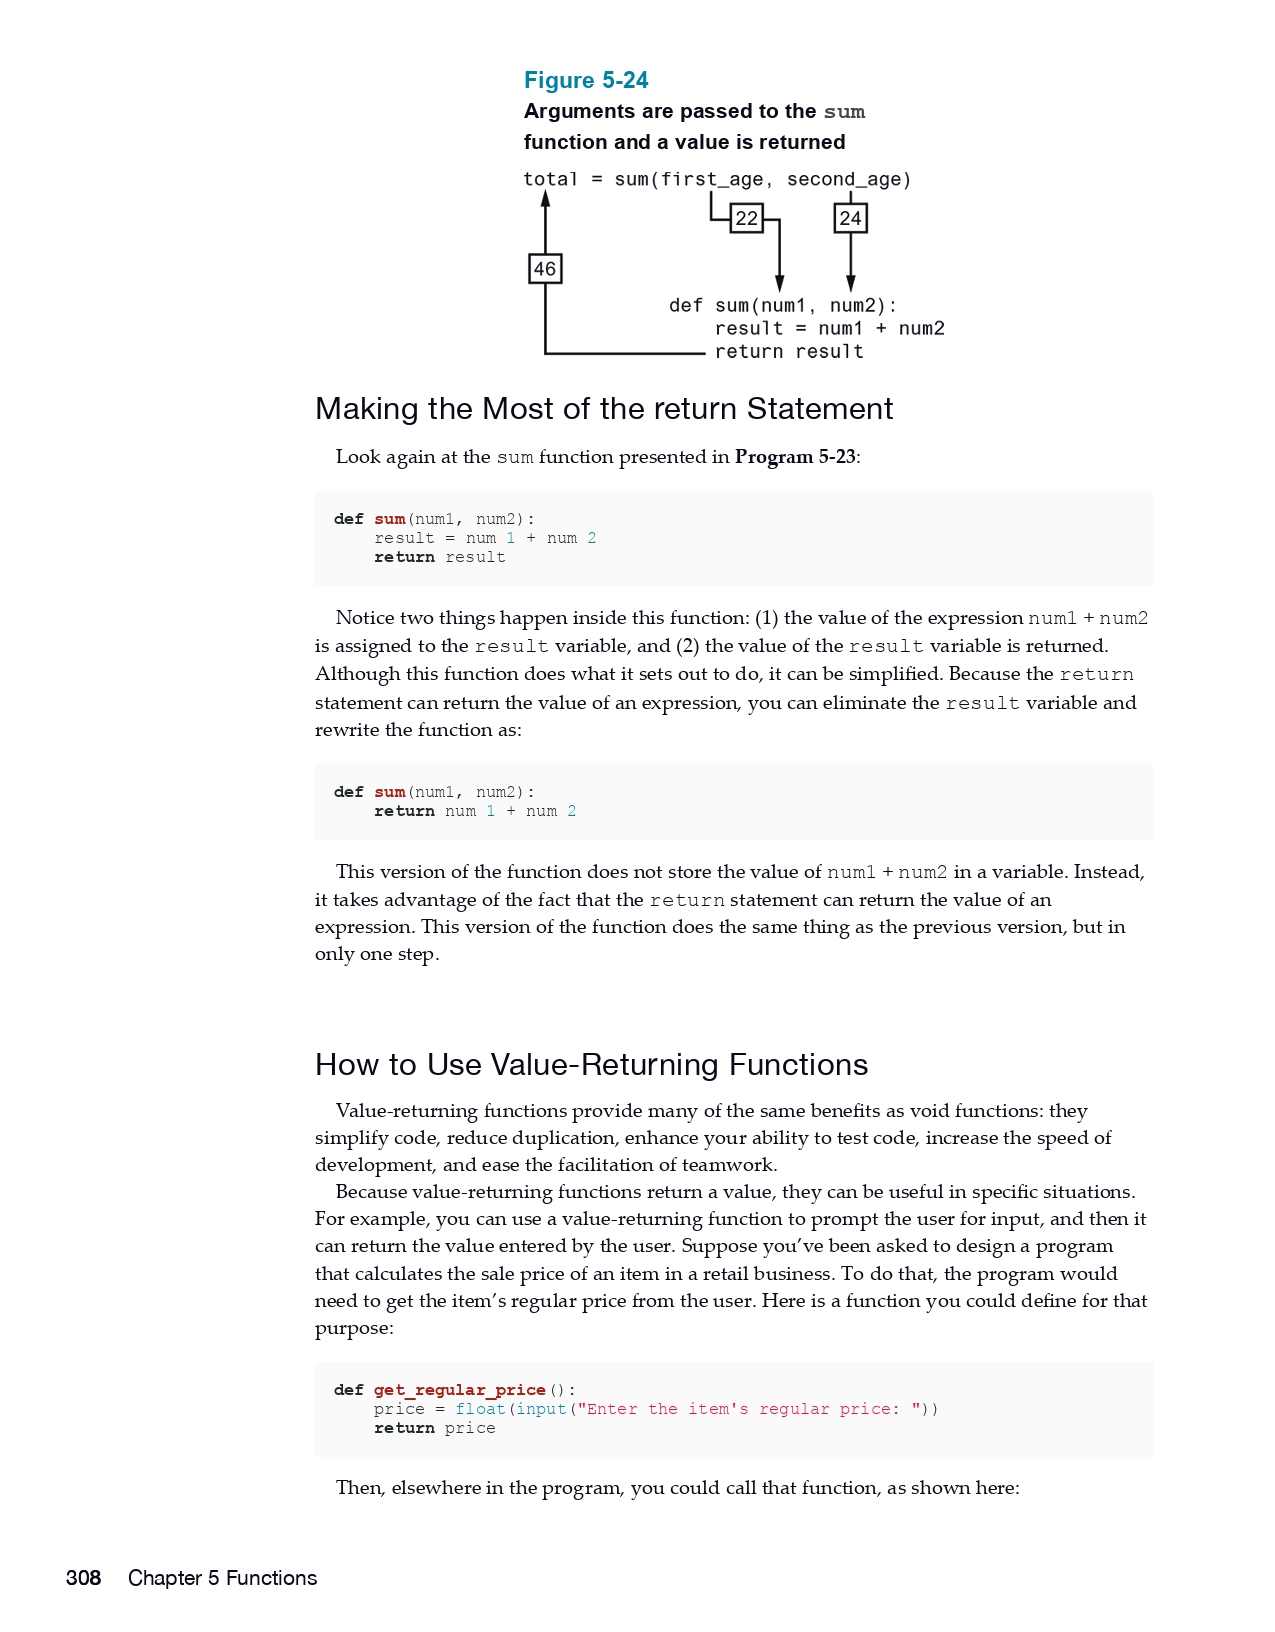 Figure 5-24
Arguments are passed to the sum
function and a value is returned
total = sum(first_age, second_age)
22
24
46
def sum(num1, num2):
result = num1 + num2
return result
Making the Most of the return Statement
Look again at the sum function presented in Program 5-23:
def sum(num1, num2):
result = num 1 + num 2
return result
Notice two things happen inside this function: (1) the value of the expression num1 + num2
is assigned to the result variable, and (2) the value of the result variable is returned.
Although this function does what it sets out to do, it can be simplified. Because the return
statement can return the value of an expression, you can eliminate the result variable and
rewrite the function as:
def sum(num1, num2):
return num 1 + num 2
This version of the function does not store the value of num1 + num2 in a variable. Instead,
it takes advantage of the fact that the return statement can return the value of an
expression. This version of the function does the same thing as the previous version, but in
only one step.
How to Use Value-Returning Functions
Value-returning functions provide many of the same benefits as void functions: they
simplify code, reduce duplication, enhance your ability to test code, increase the speed of
development, and ease the facilitation of teamwork.
Because value-returning functions return a value, they can be useful in specific situations.
For example, you can use a value-returning function to prompt the user for input, and then it
can return the value entered by the user. Suppose you’ve been asked to design a program
that calculates the sale price of an item in a retail business. To do that, the program would
need to get the item’s regular price from the user. Here is a function you could define for that
purpose:
def get_regular_price():
price = float(input("Enter the item's regular price: "))
return price
Then, elsewhere in the program, you could call that function, as shown here:
308 Chapter 5 Functions